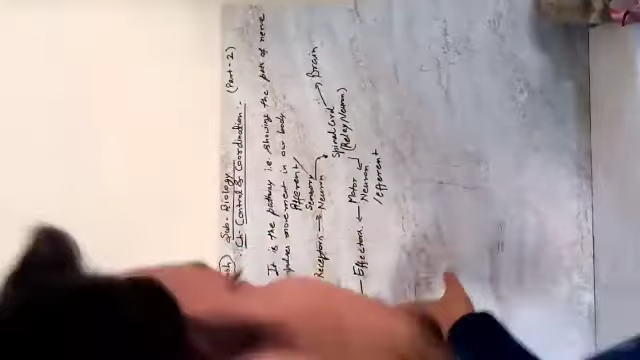 Sub - Biology
Ch - Control & Coordination : (Part - 2)
It is the pathway i.e. showing the path of nerve
pulses movement in our body
Afferent/
Receptors → Sensory Neuron → Spinal Cord (Relay Neuron) → Brain
Effectors ← Motor Neuron /efferent